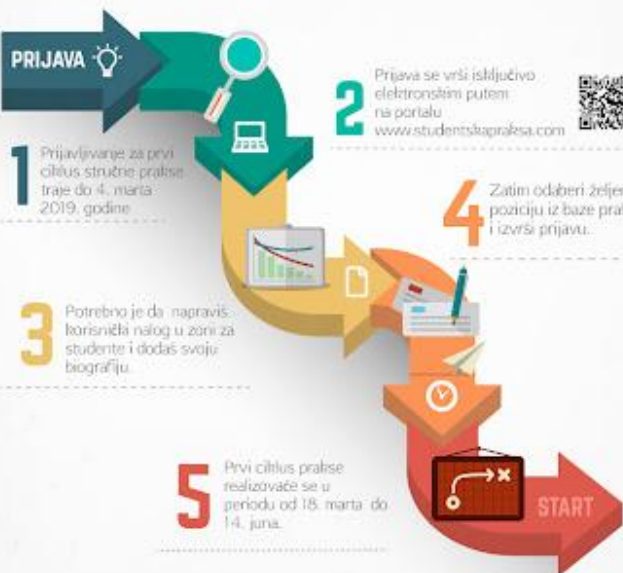 PRIJAVA
1
Prijavljivanje za prvi
ciklus stručne prakse
traje do 4. marta
2019. godine
2
Prijava se vrši isključivo
elektronskim putem
na portalu
www.studentskapraksa.com
3
Potrebno je da napraviš
korisnički nalog u zoni za
studente i dodaš svoju
biografiju.
4
Zatim odaberi
poziciju iz baze
i izvrši prijavu.
5
Prvi ciklus prakse
realizovaće se u
periodu od 18. marta do
14. juna.
START